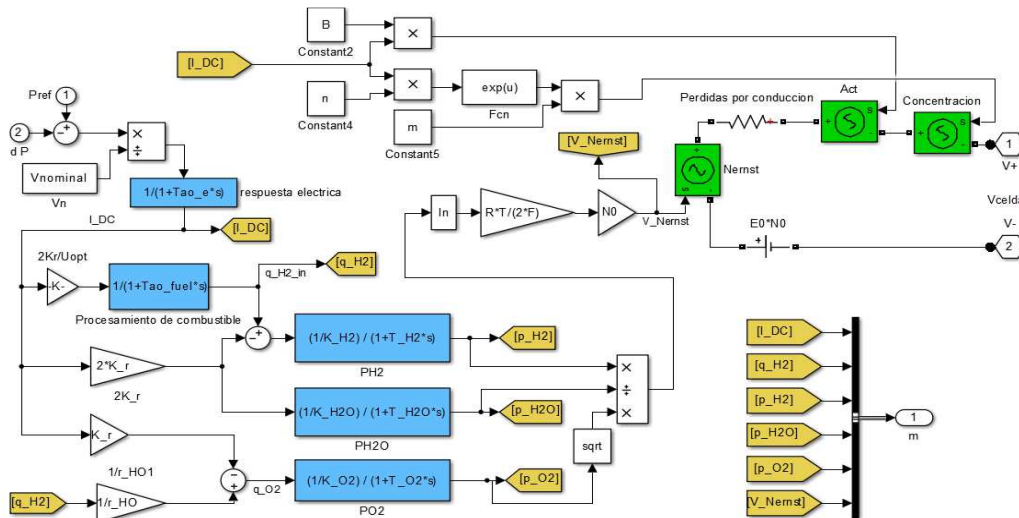 B
Constant2
[I_DC]
n
Constant4
exp(u)
Fcn
m
Constant5
Pref
1
2
d P
Vnominal
Vn
1/(1+Tao_e*s)
respuesta electrica
I_DC
[I_DC]
2Kr/Uopt
-K-
1/(1+Tao_fuel*s)
Procesamiento de combustible
q_H2_in
[q_H2]
2*K_r
2K_r
K_r
1/r_HO1
[q_H2]
1/r_HO
q_O2
(1/K_H2) / (1+T_H2*s)
PH2
(1/K_H2O) / (1+T_H2O*s)
PH2O
(1/K_O2) / (1+T_O2*s)
PO2
[p_H2]
[p_H2O]
[p_O2]
sqrt
ln
R*T/(2*F)
N0
V_Nernst
[V_Nernst]
Perdidas por conduccion
Nernst
Act
Concentracion
s
s
s
1
V+
Vcelda
V-
2
E0*N0
[I_DC]
[q_H2]
[p_H2]
[p_H2O]
[p_O2]
[V_Nernst]
1
m